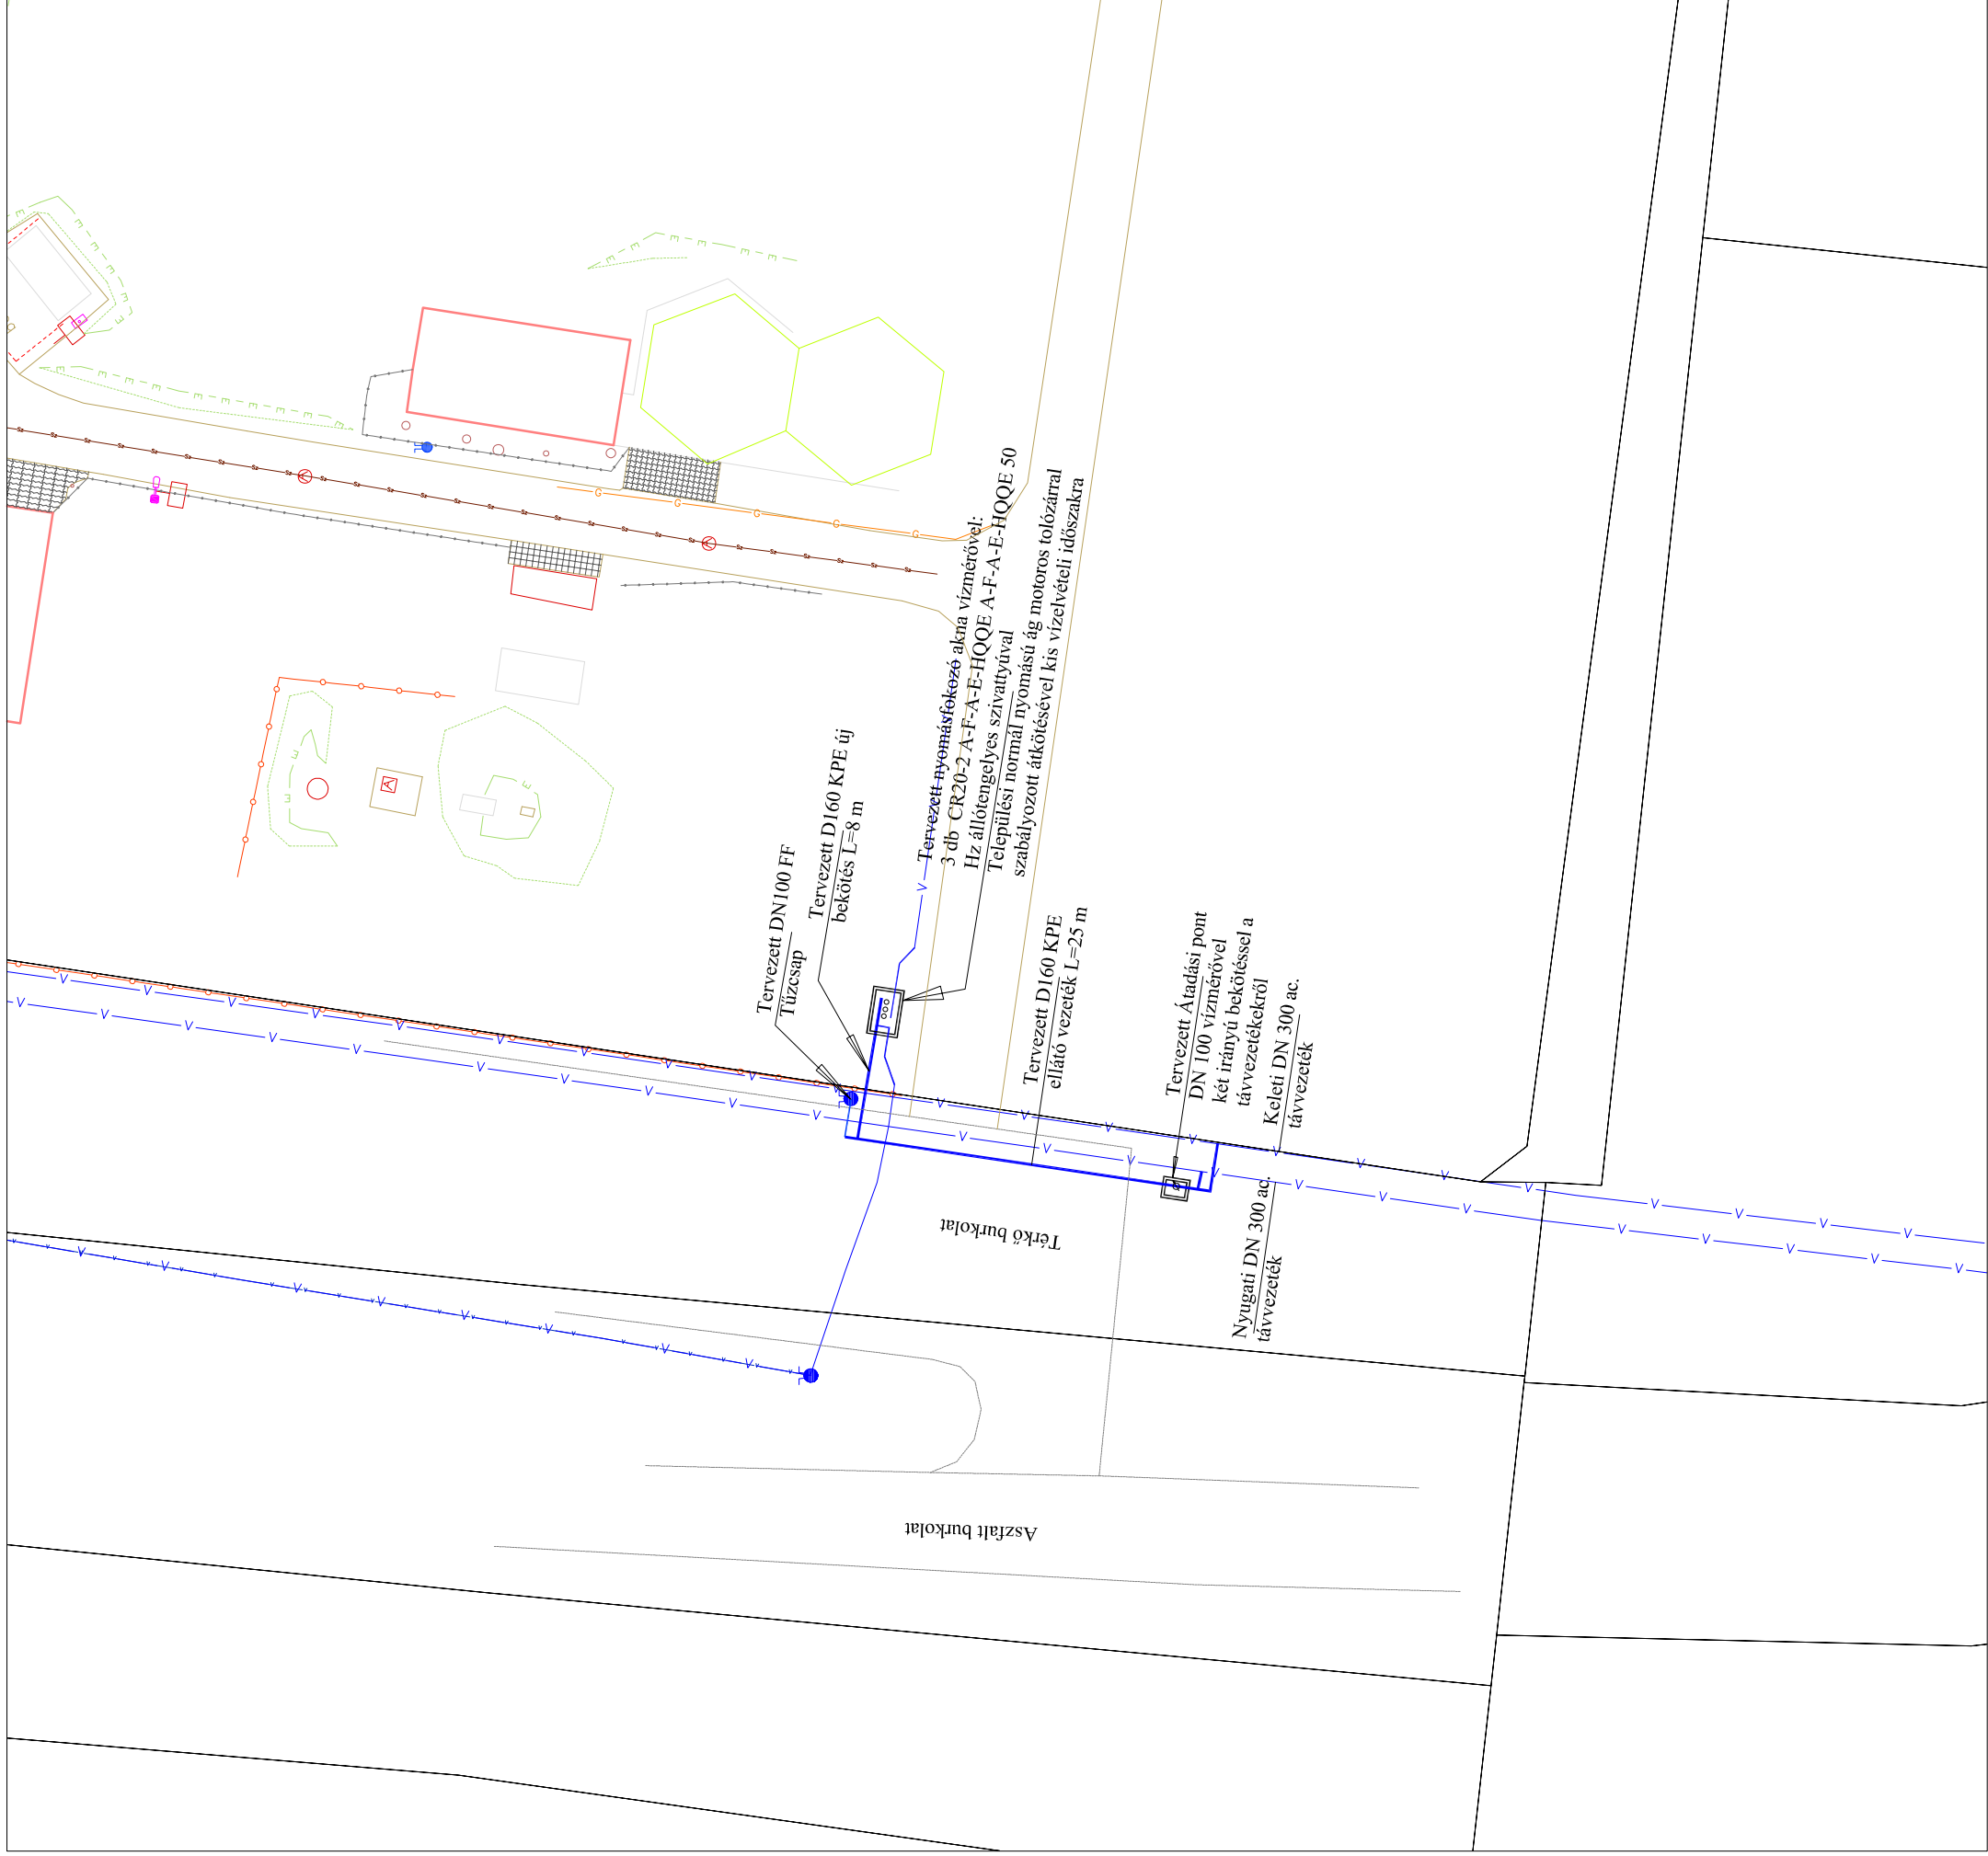 Tervezett DN100 FF
Tűzcsap
Tervezett D160 KPE új
bekötés L=8 m
Tervezett nyomásfokozó akna vízmérővel:
3 db CR20-2 A-F-A-E-HQQE A-F-A-E-HQQE 50
Hz állótengelyes szivattyúval
Települési normál nyomású ág motoros tolózárral
szabályozott átkötésével kis vízelvételi időszakra
Tervezett D160 KPE
ellátó vezeték L=25 m
Tervezett Átadási pont
DN 100 vízmérővel
két irányú bekötéssel a
távvezetékekről
Keleti DN 300 ac.
távvezeték
Nyugati DN 300 ac.
távvezeték
Térkő burkolat
Aszfalt burkolat